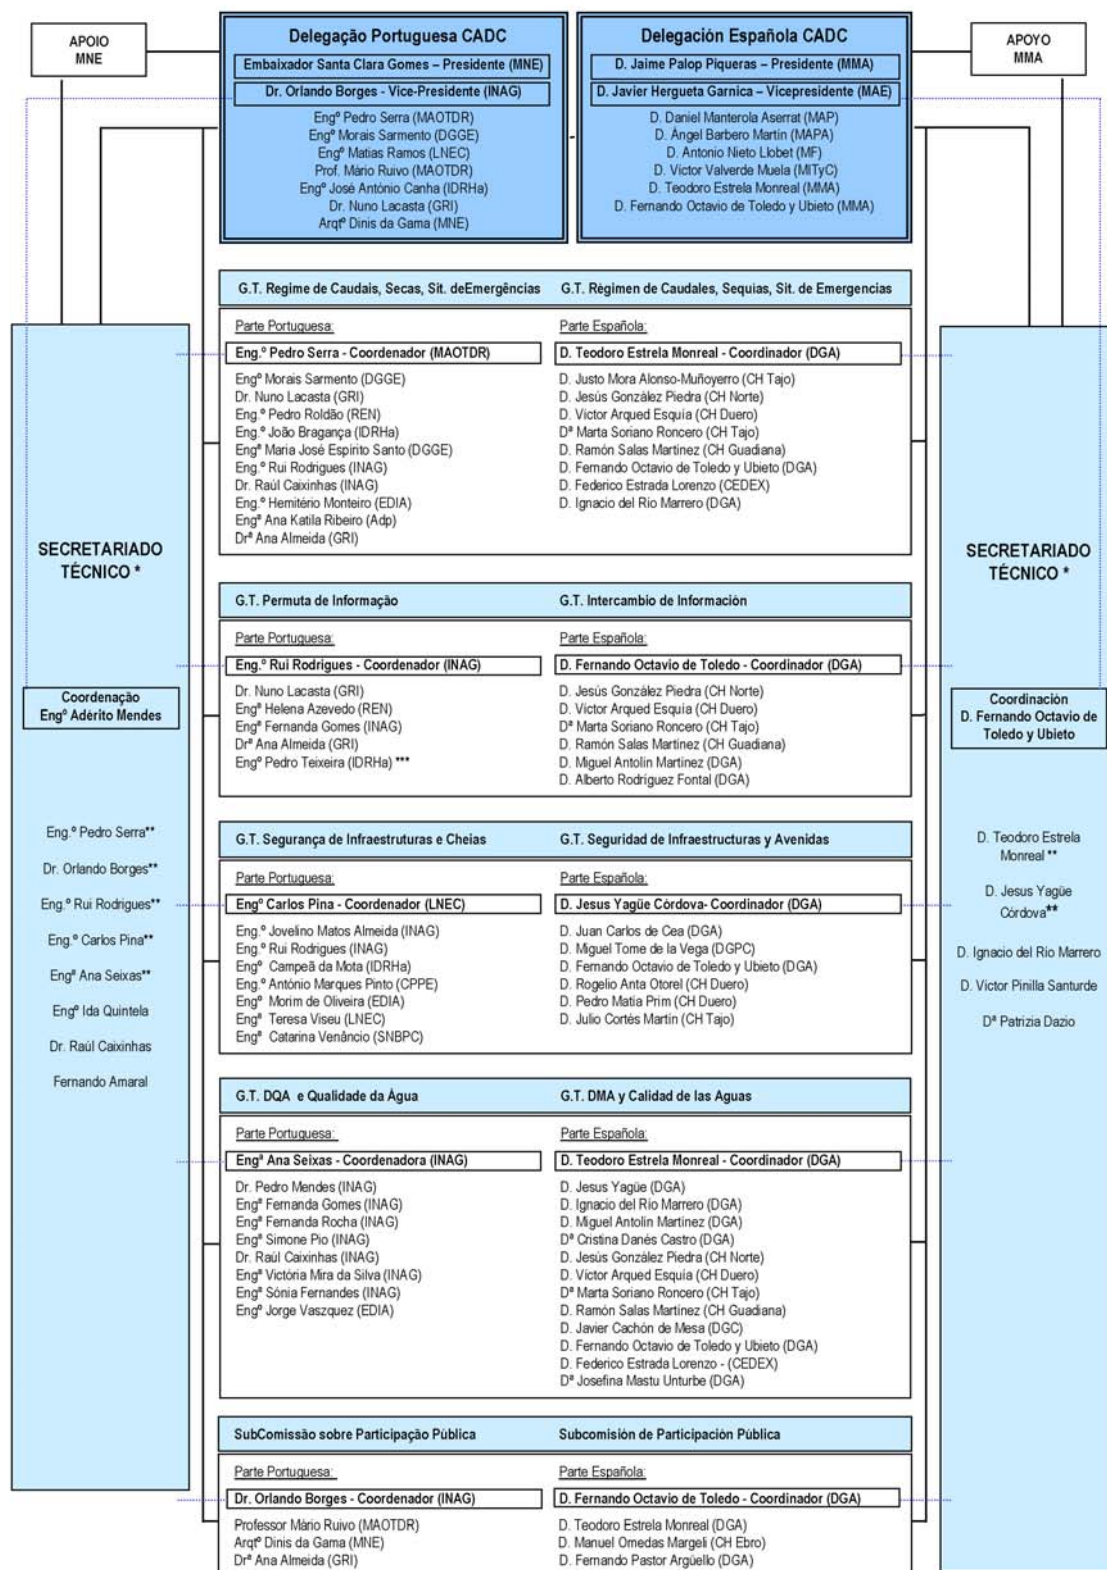 APOIO
MNE
Delegação Portuguesa CADC
Embaixador Santa Clara Gomes – Presidente (MNE)
Dr. Orlando Borges - Vice-Presidente (INAG)
Engº Pedro Serra (MAOTDR)
Engº Morais Sarmento (DGGE)
Engº Matias Ramos (LNEC)
Prof. Mário Ruivo (MAOTDR)
Engº José António Canha (IDRHa)
Dr. Nuno Lacasta (GRI)
Arqtº Dinis da Gama (MNE)
Delegación Española CADC
D. Jaime Palop Piqueras – Presidente (MMA)
D. Javier Hergueta Garnica – Vicepresidente (MAE)
D. Daniel Manterola Aserrat (MAP)
D. Ángel Barbero Martín (MAPA)
D. Antonio Nieto Llobet (MF)
D. Víctor Valverde Muela (MITyC)
D. Teodoro Estrela Monreal (MMA)
D. Fernando Octavio de Toledo y Ubieto (MMA)
APOYO
MMA
SECRETARIADO
TÉCNICO *
Coordenação
Engº Adérito Mendes
Eng.º Pedro Serra**
Dr. Orlando Borges**
Eng.º Rui Rodrigues**
Eng.º Carlos Pina**
Engª Ana Seixas**
Engº Ida Quintela
Dr. Raúl Caixinhas
Fernando Amaral
G.T. Regime de Caudais, Secas, Sit. deEmergências
Parte Portuguesa:
Eng.º Pedro Serra - Coordenador (MAOTDR)
Engº Morais Sarmento (DGGE)
Dr. Nuno Lacasta (GRI)
Eng.º Pedro Roldão (REN)
Eng.º João Bragança (IDRHa)
Engª Maria José Espírito Santo (DGGE)
Eng.º Rui Rodrigues (INAG)
Dr. Raúl Caixinhas (INAG)
Eng.º Hemitério Monteiro (EDIA)
Engª Ana Katila Ribeiro (Adp)
Drª Ana Almeida (GRI)
G.T. Régimen de Caudales, Sequías, Sit. de Emergencias
Parte Española:
D. Teodoro Estrela Monreal - Coordinador (DGA)
D. Justo Mora Alonso-Muñoyerro (CH Tajo)
D. Jesús González Piedra (CH Norte)
D. Víctor Arqued Esquía (CH Duero)
Dª Marta Soriano Roncero (CH Tajo)
D. Ramón Salas Martínez (CH Guadiana)
D. Fernando Octavio de Toledo y Ubieto (DGA)
D. Federico Estrada Lorenzo (CEDEX)
D. Ignacio del Río Marrero (DGA)
G.T. Permuta de Informação
Parte Portuguesa:
Eng.º Rui Rodrigues - Coordenador (INAG)
Dr. Nuno Lacasta (GRI)
Engª Helena Azevedo (REN)
Engª Fernanda Gomes (INAG)
Drª Ana Almeida (GRI)
Engº Pedro Teixeira (IDRHa) ***
G.T. Intercambio de Información
Parte Española:
D. Fernando Octavio de Toledo - Coordinador (DGA)
D. Jesús González Piedra (CH Norte)
D. Víctor Arqued Esquía (CH Duero)
Dª Marta Soriano Roncero (CH Tajo)
D. Ramón Salas Martínez (CH Guadiana)
D. Miguel Antolín Martínez (DGA)
D. Alberto Rodríguez Fontal (DGA)
G.T. Segurança de Infraestruturas e Cheias
Parte Portuguesa:
Engº Carlos Pina - Coordenador (LNEC)
Eng.º Jovelino Matos Almeida (INAG)
Eng.º Rui Rodrigues (INAG)
Engº Campeã da Mota (IDRHa)
Eng.º António Marques Pinto (CPPE)
Engº Morim de Oliveira (EDIA)
Engª Teresa Viseu (LNEC)
Engª Catarina Venâncio (SNBPC)
G.T. Seguridad de Infraestructuras y Avenidas
Parte Española:
D. Jesus Yagüe Córdova- Coordinador (DGA)
D. Juan Carlos de Cea (DGA)
D. Miguel Tome de la Vega (DGPC)
D. Fernando Octavio de Toledo y Ubieto (DGA)
D. Rogelio Anta Otorel (CH Duero)
D. Pedro Matía Prim (CH Duero)
D. Julio Cortés Martín (CH Tajo)
G.T. DQA e Qualidade da Água
Parte Portuguesa:
Engª Ana Seixas - Coordenadora (INAG)
Dr. Pedro Mendes (INAG)
Engª Fernanda Gomes (INAG)
Engª Fernanda Rocha (INAG)
Engª Simone Pio (INAG)
Dr. Raúl Caixinhas (INAG)
Engª Victória Mira da Silva (INAG)
Engª Sónia Fernandes (INAG)
Engº Jorge Vaszquez (EDIA)
G.T. DMA y Calidad de las Aguas
Parte Española:
D. Teodoro Estrela Monreal - Coordinador (DGA)
D. Jesus Yagüe (DGA)
D. Ignacio del Río Marrero (DGA)
D. Miguel Antolín Martínez (DGA)
Dª Cristina Danés Castro (DGA)
D. Jesús González Piedra (CH Norte)
D. Víctor Arqued Esquía (CH Duero)
Dª Marta Soriano Roncero (CH Tajo)
D. Ramón Salas Martínez (CH Guadiana)
D. Javier Cachón de Mesa (DGC)
D. Fernando Octavio de Toledo y Ubieto (DGA)
D. Federico Estrada Lorenzo - (CEDEX)
Dª Josefina Mastu Unturbe (DGA)
SubComissão sobre Participação Pública
Parte Portuguesa:
Dr. Orlando Borges - Coordenador (INAG)
Professor Mário Ruivo (MAOTDR)
Arqtº Dinis da Gama (MNE)
Drª Ana Almeida (GRI)
Subcomisión de Participación Pública
Parte Española:
D. Fernando Octavio de Toledo - Coordinador (DGA)
D. Teodoro Estrela Monreal (DGA)
D. Manuel Omedas Margelí (CH Ebro)
D. Fernando Pastor Argüello (DGA)
SECRETARIADO
TÉCNICO *
Coordinación
D. Fernando Octavio de
Toledo y Ubieto
D. Teodoro Estrela
Monreal **
D. Jesus Yagüe
Córdova**
D. Ignacio del Río Marrero
D. Víctor Pinilla Santurde
Dª Patrizia Dazio